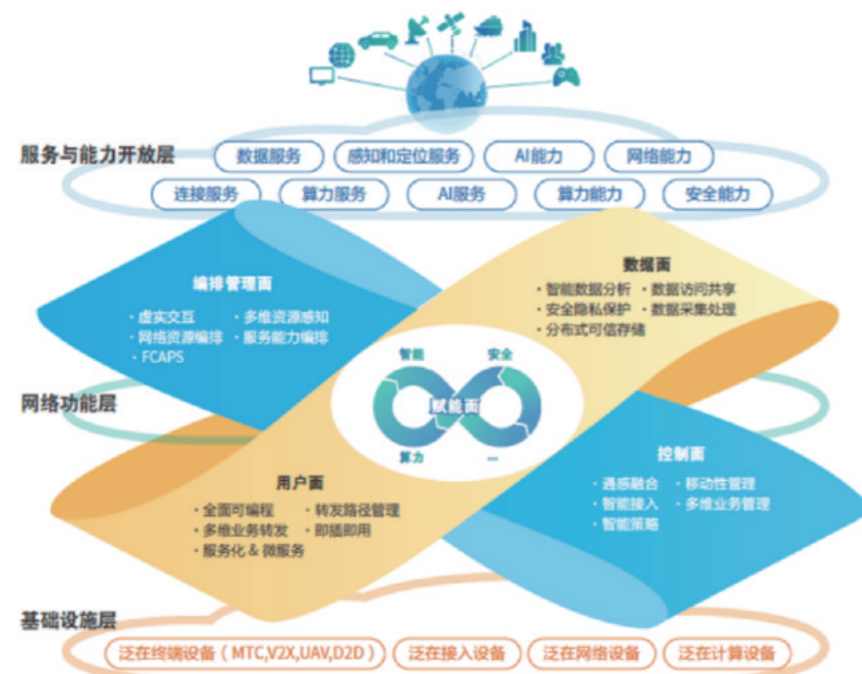 服务与能力开放层
数据服务 感知和定位服务 AI能力 网络能力
连接服务 算力服务 AI服务 算力能力 安全能力
编排管理面
·虚实交互 ·多维资源感知
·网络资源编排 ·服务能力编排
·FCAPS
数据面
·智能数据分析 ·数据访问共享
·安全隐私保护 ·数据采集处理
·分布式可信存储
网络功能层
智能 安全
赋能面
算力 ...
用户面
·全面可编程 ·转发路径管理
·多维业务转发 ·即插即用
·服务化 & 微服务
控制面
·通感融合 ·移动性管理
·智能接入 ·多维业务管理
·智能策略
基础设施层
泛在终端设备（MTC,V2X,UAV,D2D） 泛在接入设备 泛在网络设备 泛在计算设备